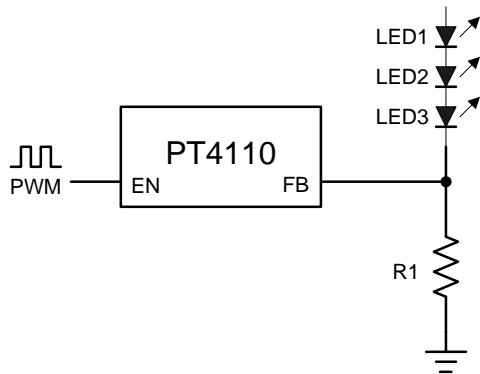 LED1
LED2
LED3
PT4110
PWM
EN
FB
R1